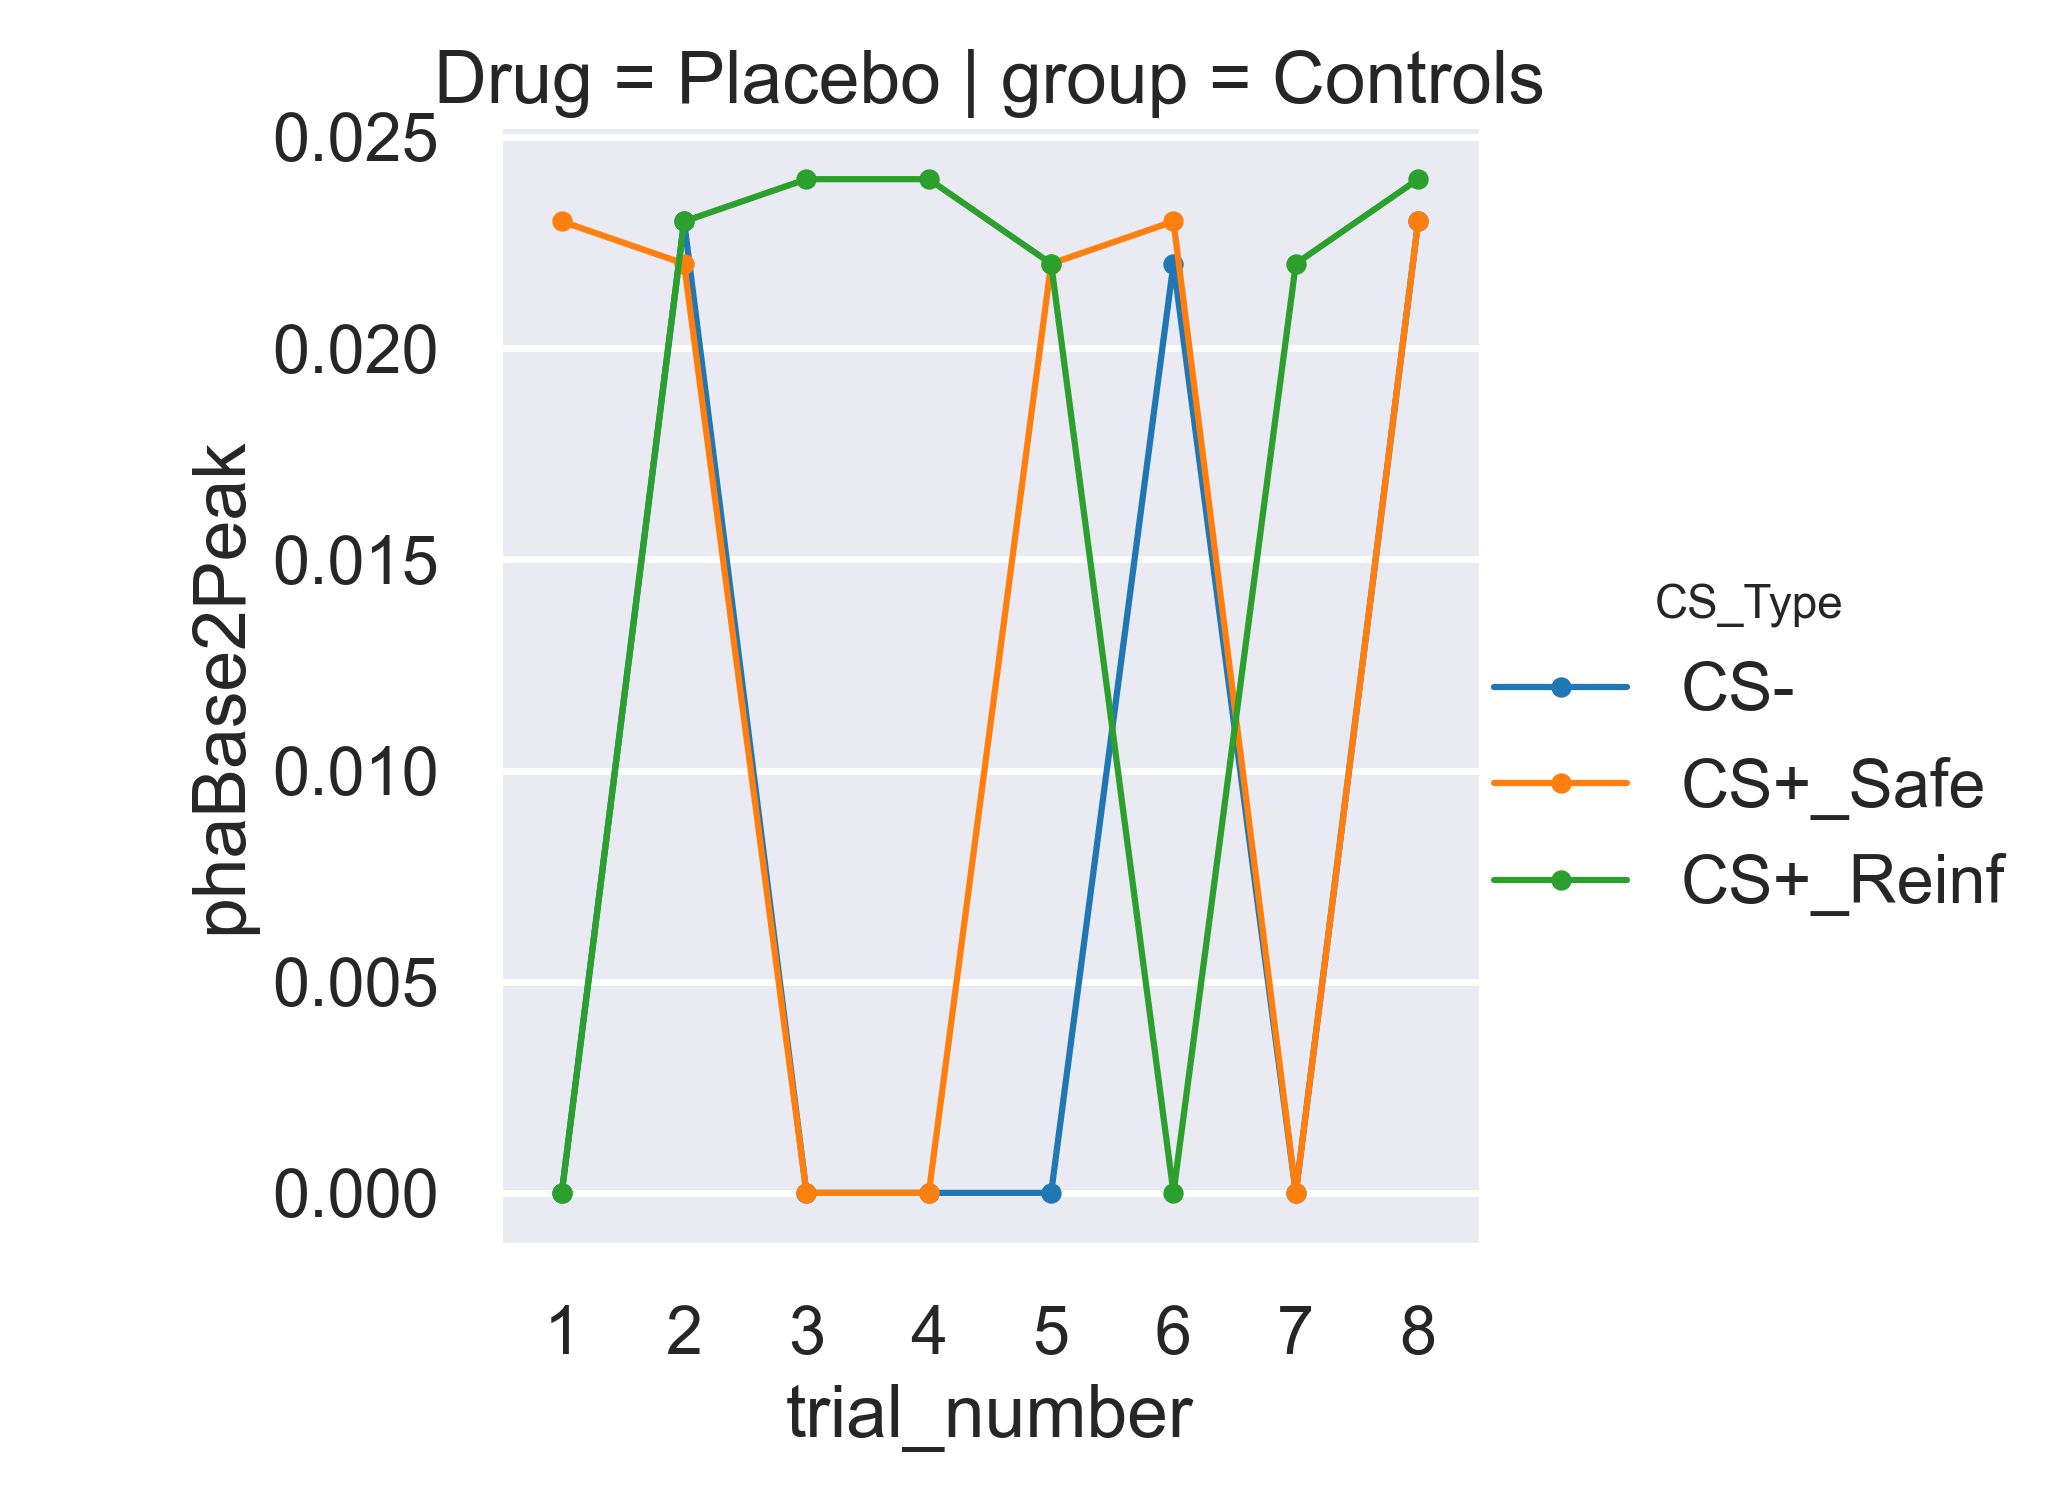 Drug = Placebo | group = Controls
0.025
0.020
0.015
0.010
0.005
0.000
phaBase2Peak
1 2 3 4 5 6 7 8
trial_number
CS_Type
CS-
CS+_Safe
CS+_Reinf